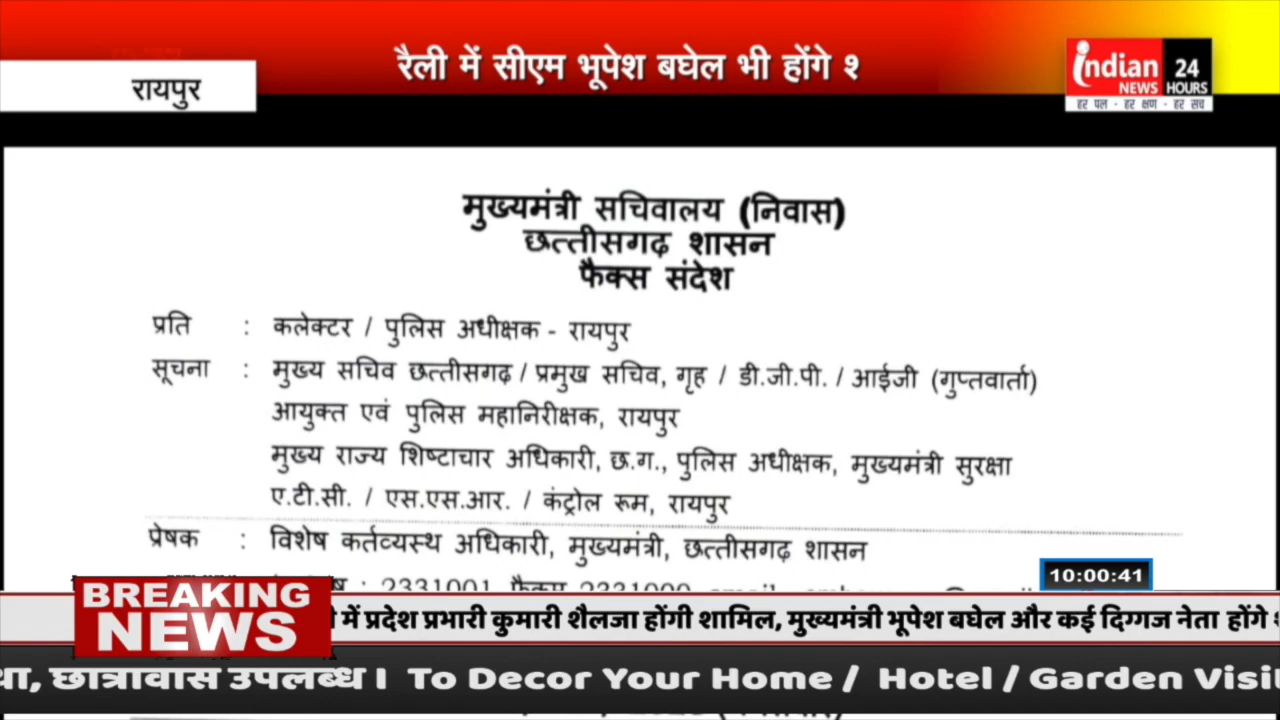 रैली में सीएम भूपेश बघेल भी होंगे
रायपुर
indian
NEWS
24
HOURS
हर पल - हर क्षण - हर सच
मुख्यमंत्री सचिवालय (निवास)
छत्तीसगढ़ शासन
फैक्स संदेश
प्रति : कलेक्टर / पुलिस अधीक्षक - रायपुर
सूचना : मुख्य सचिव छत्तीसगढ़ / प्रमुख सचिव, गृह / डी.जी.पी. / आईजी (गुप्तवार्ता)
आयुक्त एवं पुलिस महानिरीक्षक, रायपुर
मुख्य राज्य शिष्टाचार अधिकारी, छ.ग., पुलिस अधीक्षक, मुख्यमंत्री सुरक्षा
ए.टी.सी. / एस.एस.आर. / कंट्रोल रूम, रायपुर
प्रेषक : विशेष कर्तव्यस्थ अधिकारी, मुख्यमंत्री, छत्तीसगढ़ शासन
: 2331001 फैक्स
10:00:41
BREAKING
NEWS
में प्रदेश प्रभारी कुमारी शैलजा होंगी शामिल, मुख्यमंत्री भूपेश बघेल और कई दिग्गज नेता होंगे
छात्रावास उपलब्ध । To Decor Your Home / Hotel / Garden